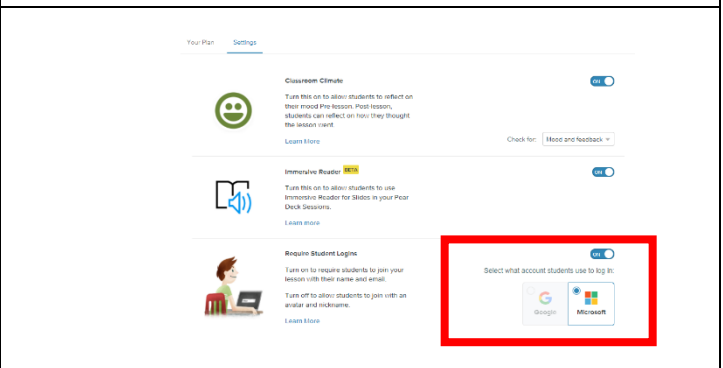 Your Plan Settings
Classroom Climate
ON
Turn this on to allow students to reflect on
their mood Pre-lesson. Post-lesson,
students can reflect on how they thought
the lesson went.
Learn More
Check for: Mood and feedback
Immersive Reader BETA
ON
Turn this on to allow students to use
Immersive Reader for Slides in your Pear
Deck Sessions.
Learn more
Require Student Logins
ON
Turn on to require students to join your
lesson with their name and email.
Turn off to allow students to join with an
avatar and nickname.
Learn More
Select what account students use to log in:
Google
Microsoft